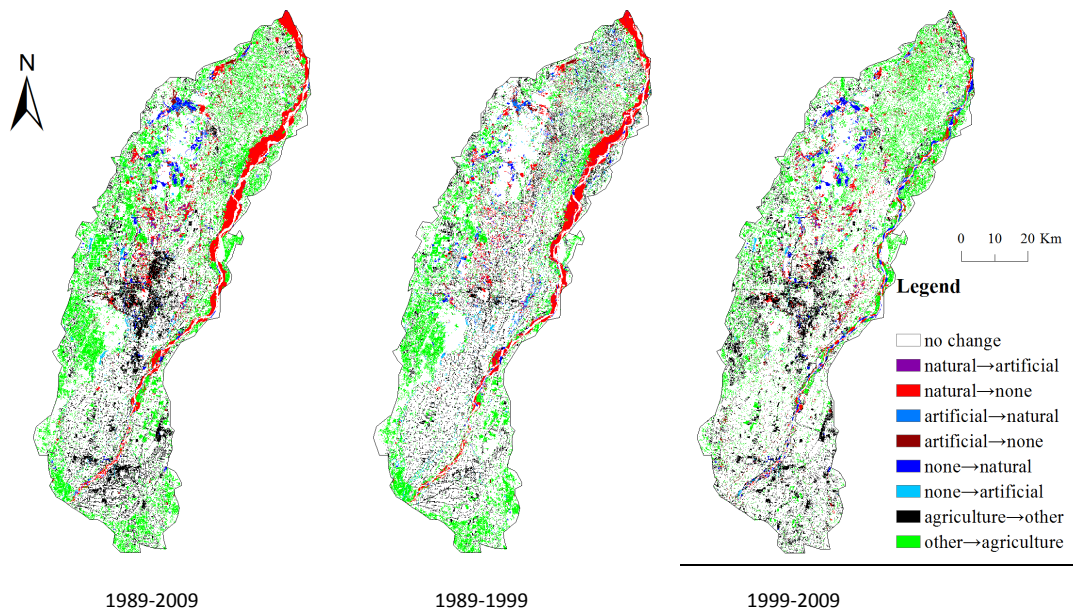 N
0 10 20 Km
Legend
no change
natural→artificial
natural→none
artificial→natural
artificial→none
none→natural
none→artificial
agriculture→other
other→agriculture
1989-2009 1989-1999 1999-2009